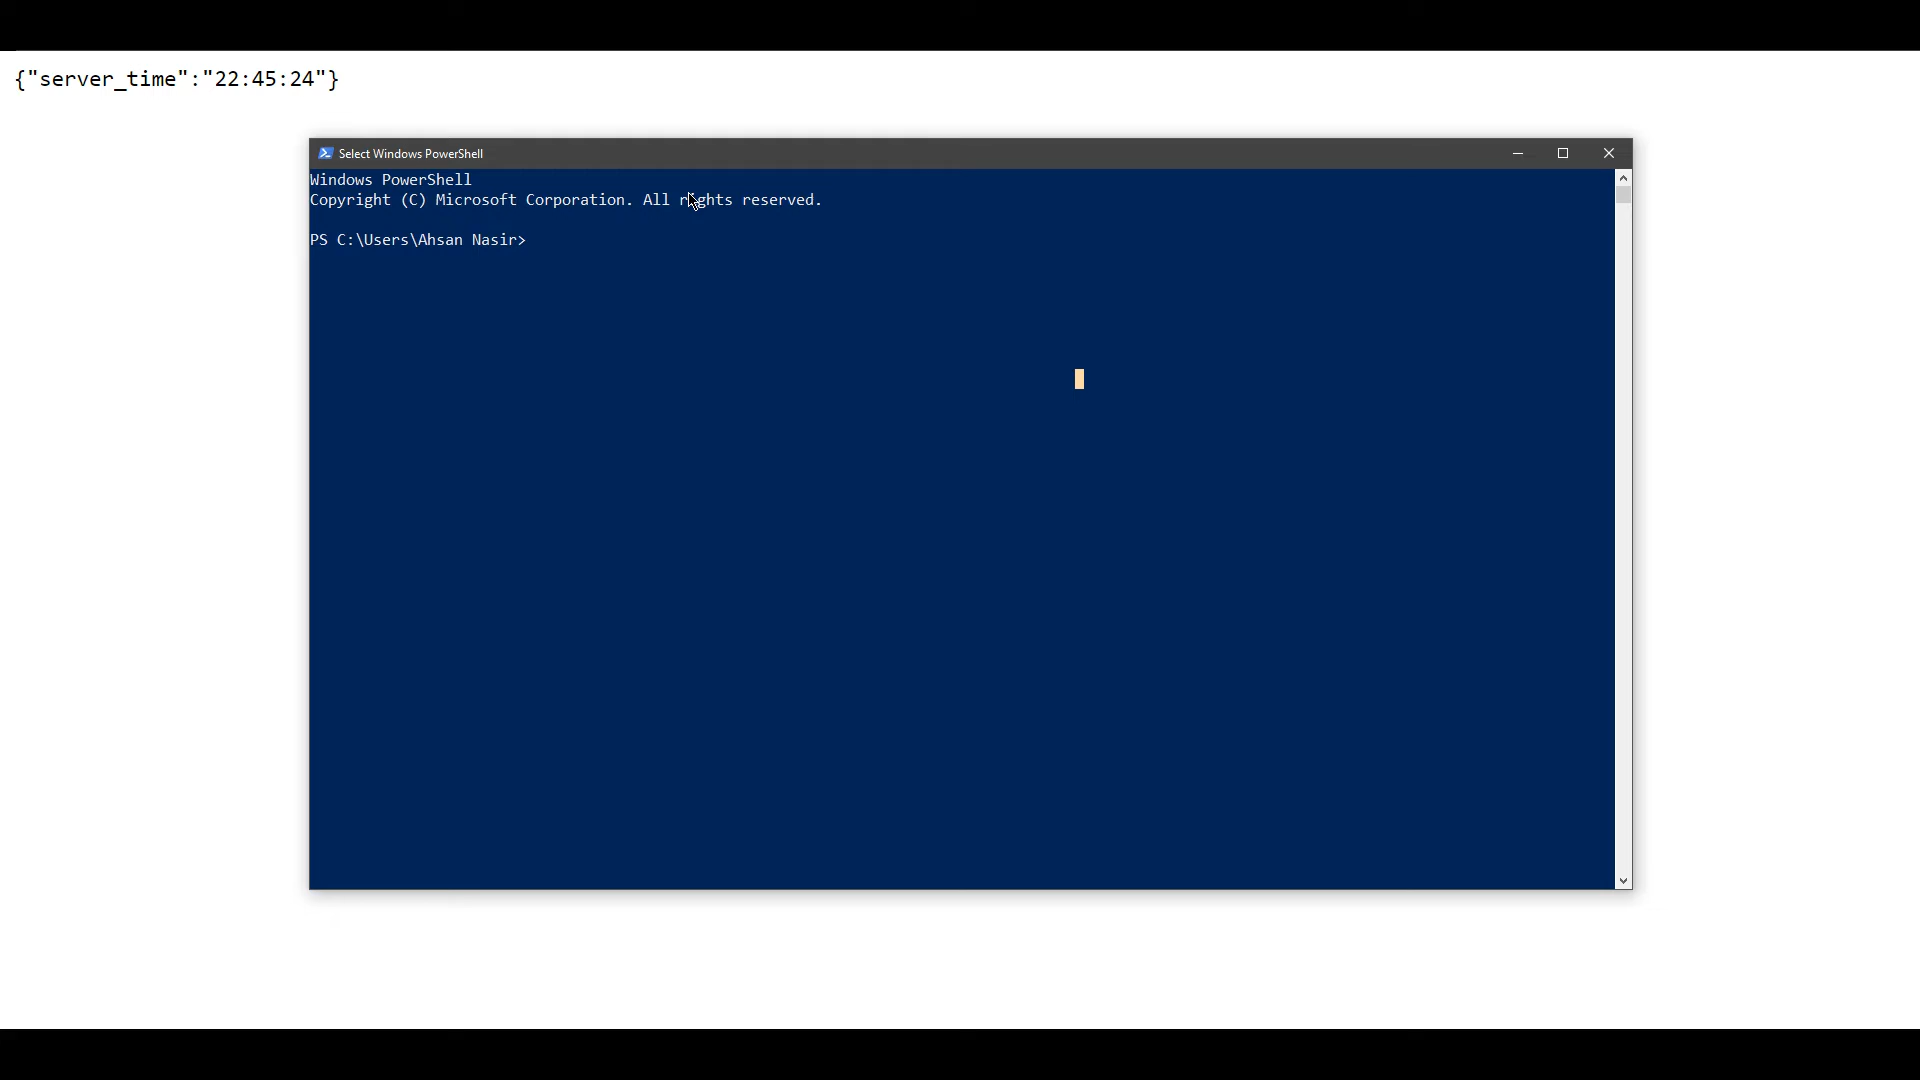 {"server_time":"22:45:24"}
Select Windows PowerShell
Windows PowerShell
Copyright (C) Microsoft Corporation. All rights reserved.
PS C:\Users\Ahsan Nasir>